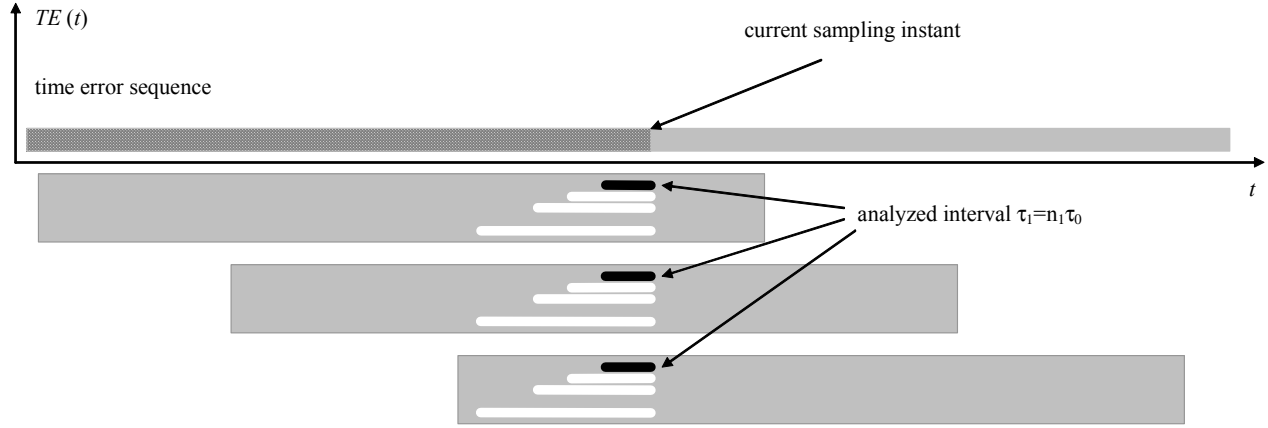 TE (t)
current sampling instant
time error sequence
t
analyzed interval τ₁=n₁τ₀